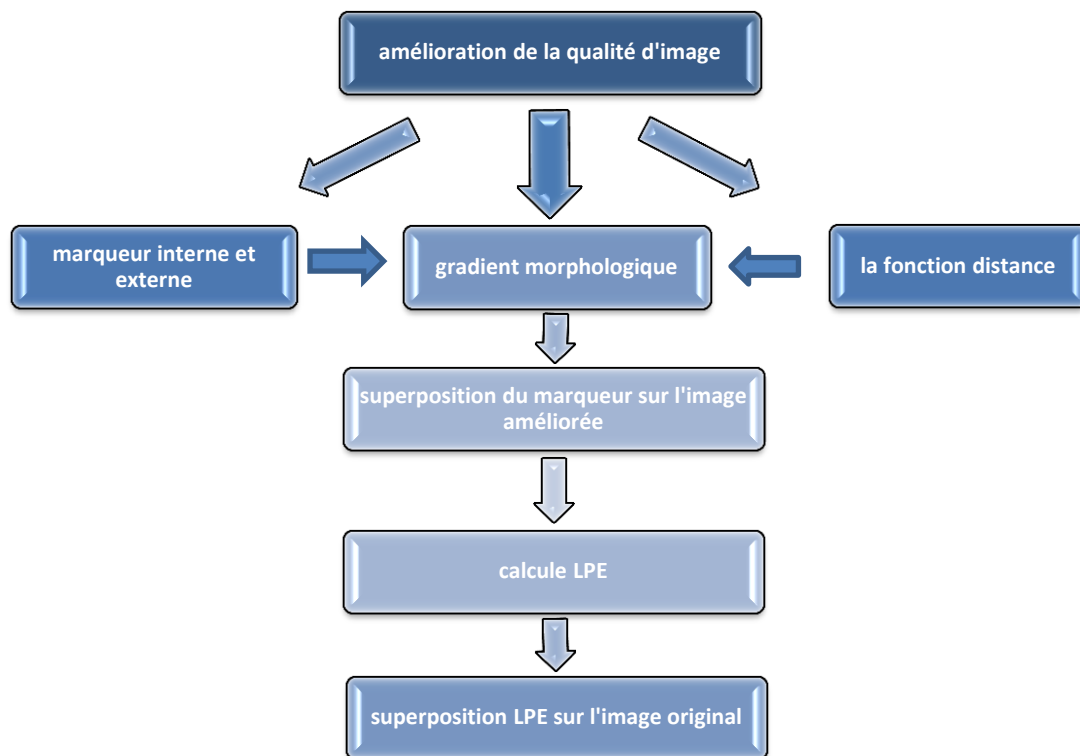 amélioration de la qualité d'image
marqueur interne et
externe
gradient morphologique
la fonction distance
superposition du marqueur sur l'image
améliorée
calcule LPE
superposition LPE sur l'image original